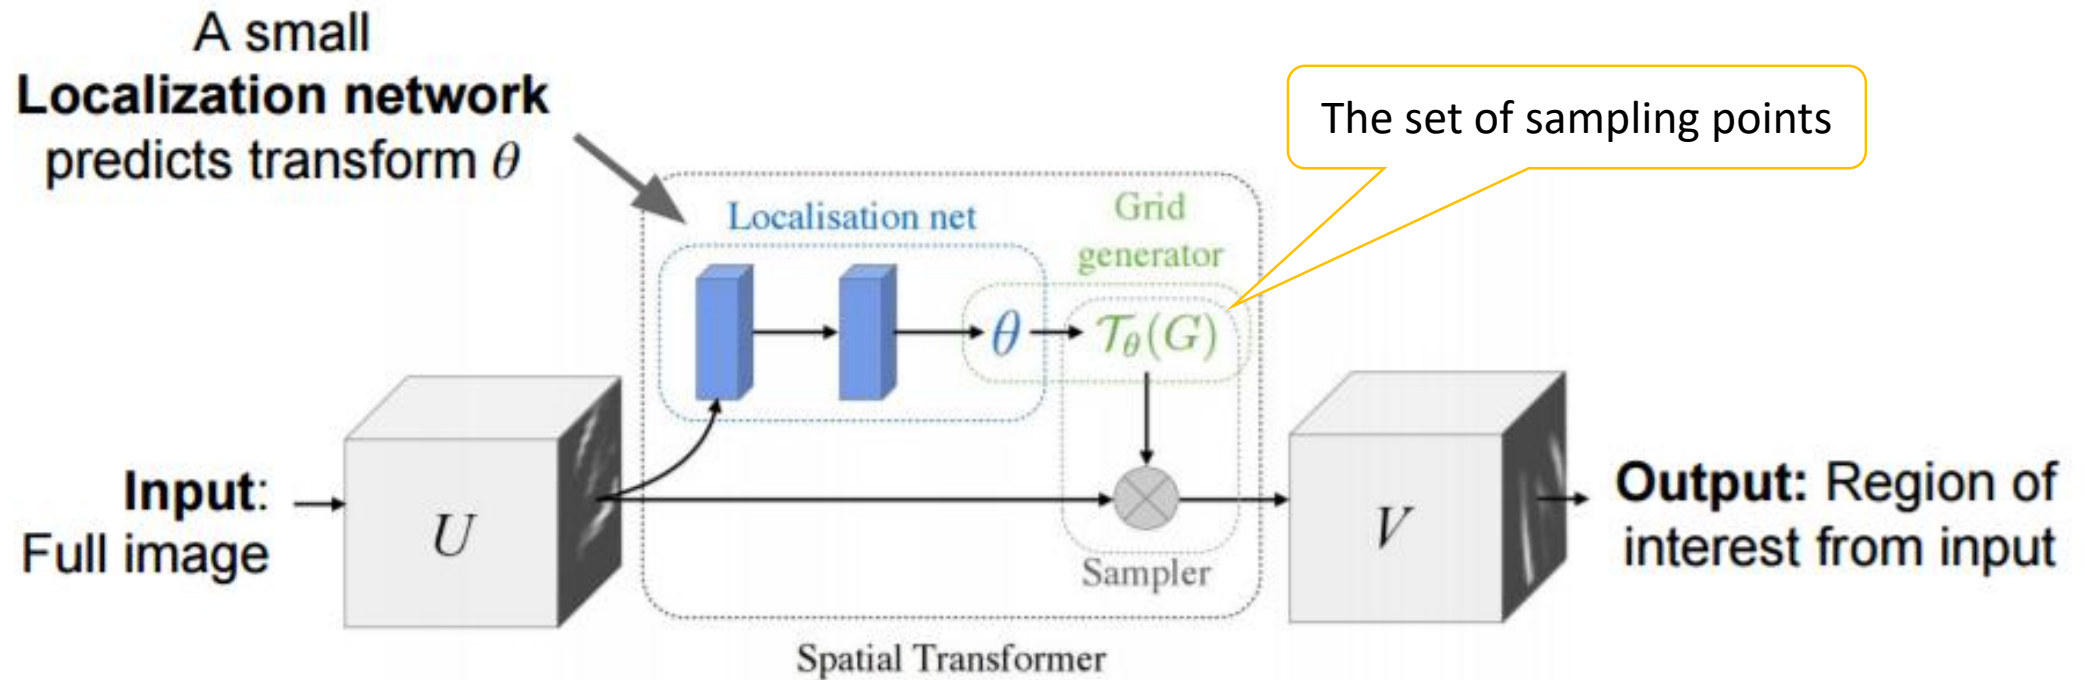 A small
Localization network
predicts transform θ
The set of sampling points
Localisation net
Grid
generator
θ
𝒯θ(G)
Input:
Full image
U
V
Output: Region of
interest from input
Sampler
Spatial Transformer